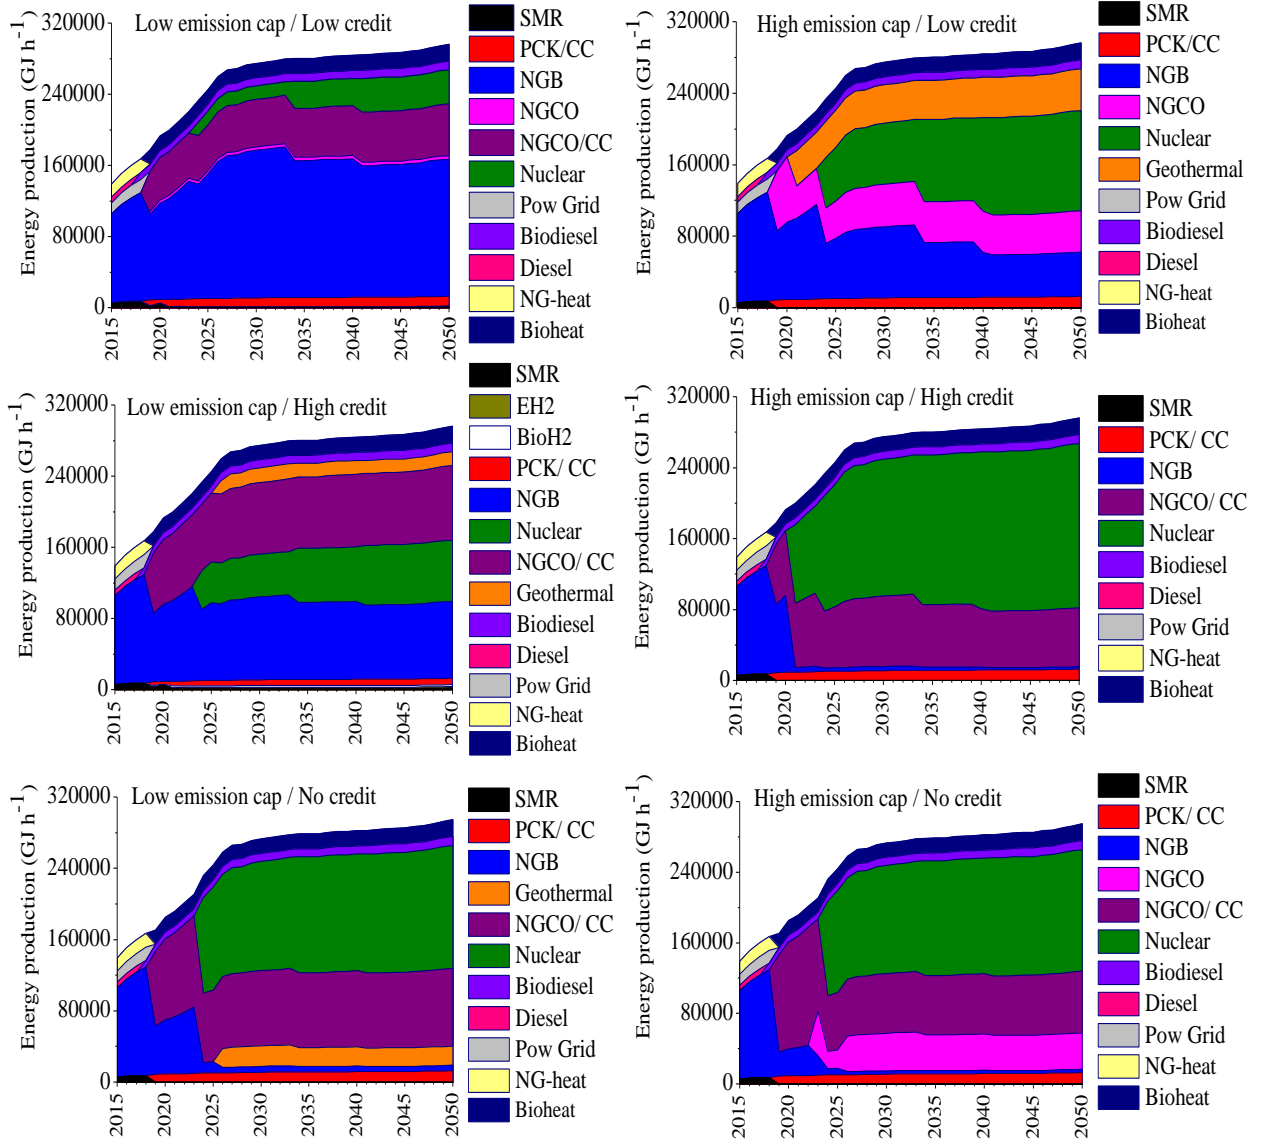 Low emission cap / Low credit
Energy production (GJ h⁻¹)
320000
240000
160000
80000
0
2015
2020
2025
2030
2035
2040
2045
2050
SMR
PCK/CC
NGB
NGCO
NGCO/CC
Nuclear
Pow Grid
Biodiesel
Diesel
NG-heat
Bioheat
High emission cap / Low credit
Energy production (GJ h⁻¹)
320000
240000
160000
80000
0
2015
2020
2025
2030
2035
2040
2045
2050
SMR
PCK/CC
NGB
NGCO
Nuclear
Geothermal
Pow Grid
Biodiesel
Diesel
NG-heat
Bioheat
Low emission cap / High credit
Energy production (GJ h⁻¹)
320000
240000
160000
80000
0
2015
2020
2025
2030
2035
2040
2045
2050
SMR
EH2
BioH2
PCK/ CC
NGB
Nuclear
NGCO/ CC
Geothermal
Biodiesel
Diesel
Pow Grid
NG-heat
Bioheat
High emission cap / High credit
Energy production (GJ h⁻¹)
320000
240000
160000
80000
0
2015
2020
2025
2030
2035
2040
2045
2050
SMR
PCK/ CC
NGB
NGCO/ CC
Nuclear
Biodiesel
Diesel
Pow Grid
NG-heat
Bioheat
Low emission cap / No credit
Energy production (GJ h⁻¹)
320000
240000
160000
80000
0
2015
2020
2025
2030
2035
2040
2045
2050
SMR
PCK/ CC
NGB
Geothermal
NGCO/ CC
Nuclear
Biodiesel
Diesel
Pow Grid
NG-heat
Bioheat
High emission cap / No credit
Energy production (GJ h⁻¹)
320000
240000
160000
80000
0
2015
2020
2025
2030
2035
2040
2045
2050
SMR
PCK/ CC
NGB
NGCO
NGCO/ CC
Nuclear
Biodiesel
Diesel
Pow Grid
NG-heat
Bioheat